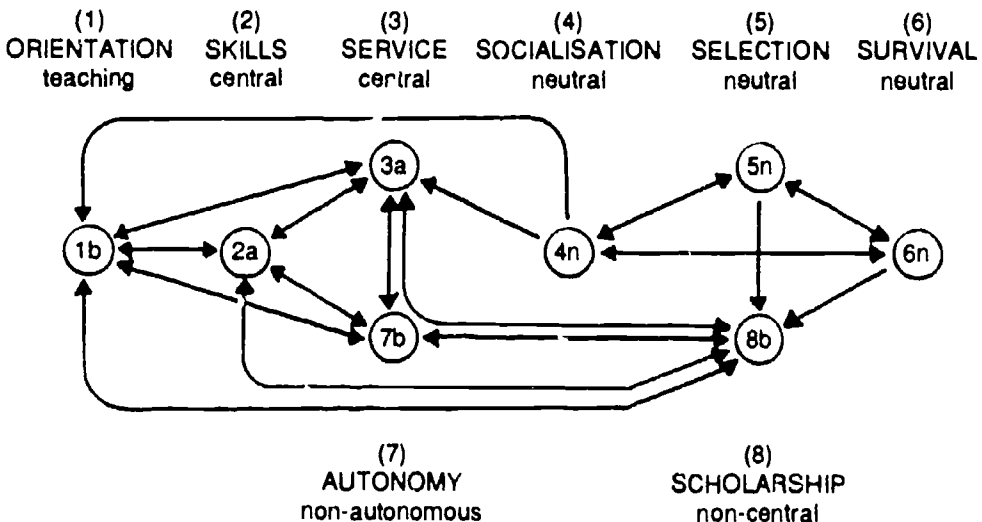 (1) (2) (3) (4) (5) (6)
ORIENTATION SKILLS SERVICE SOCIALISATION SELECTION SURVIVAL
teaching central central neutral neutral neutral
3a 5n
1b 2a 4n 6n
7b 8b
(7) (8)
AUTONOMY SCHOLARSHIP
non-autonomous non-central